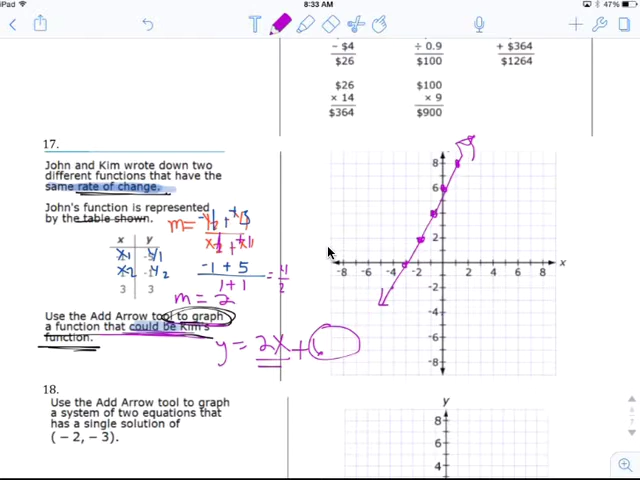 iPad
8:33 AM
47%
T
− $4
÷ 0.9
+ $364
$26
$100
$1264
$26
$100
× 14
× 9
$364
$900
17.
John and Kim wrote down two
different functions that have the
same rate of change.
John's function is represented
by the table shown.
x y
3 3
m=
-1 + 5
1 + 1
= 4
2
m = 2
Use the Add Arrow tool to graph
a function that could be Kim's
function.
y = 2x +
8
6
4
2
-8 -6 -4 -2 2 4 6 8 x
-2
-4
-6
-8
18.
Use the Add Arrow tool to graph
a system of two equations that
has a single solution of
(− 2, − 3).
y
8
6
4